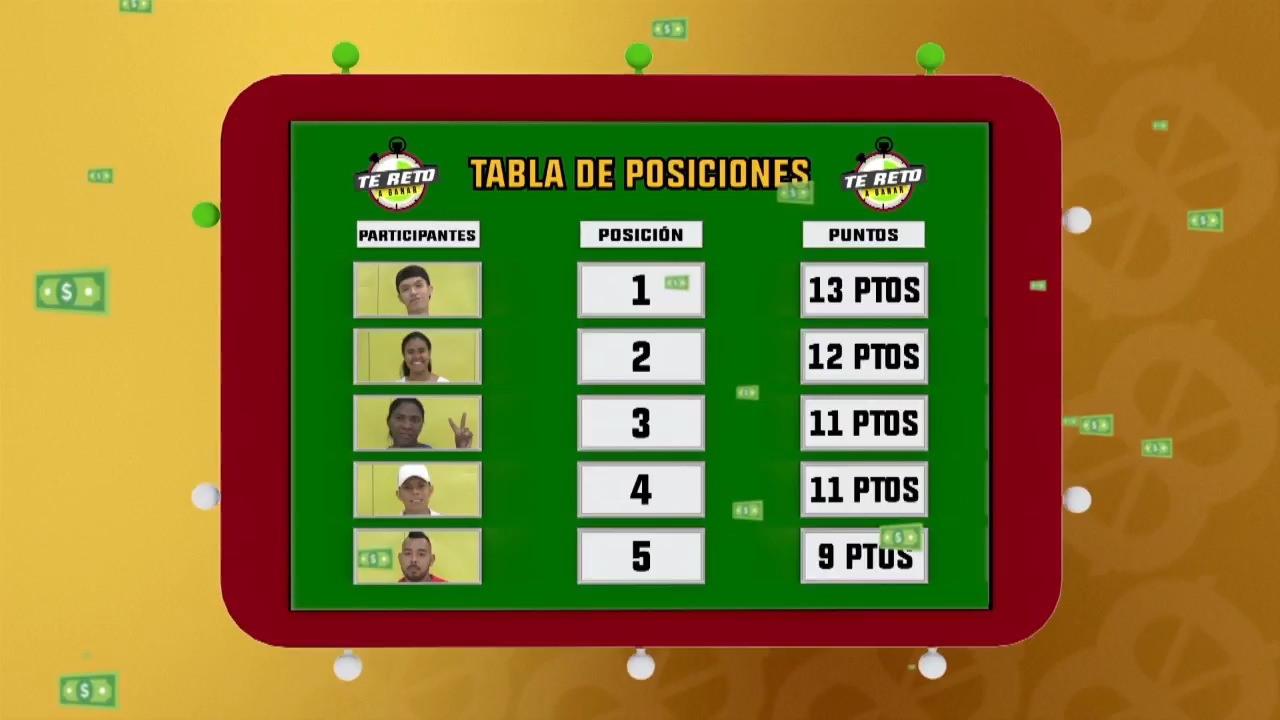 TE RETO
A GANAR
TABLA DE POSICIONES
TE RETO
A GANAR
PARTICIPANTES
POSICIÓN
PUNTOS
1
13 PTOS
2
12 PTOS
3
11 PTOS
4
11 PTOS
5
9 PTOS